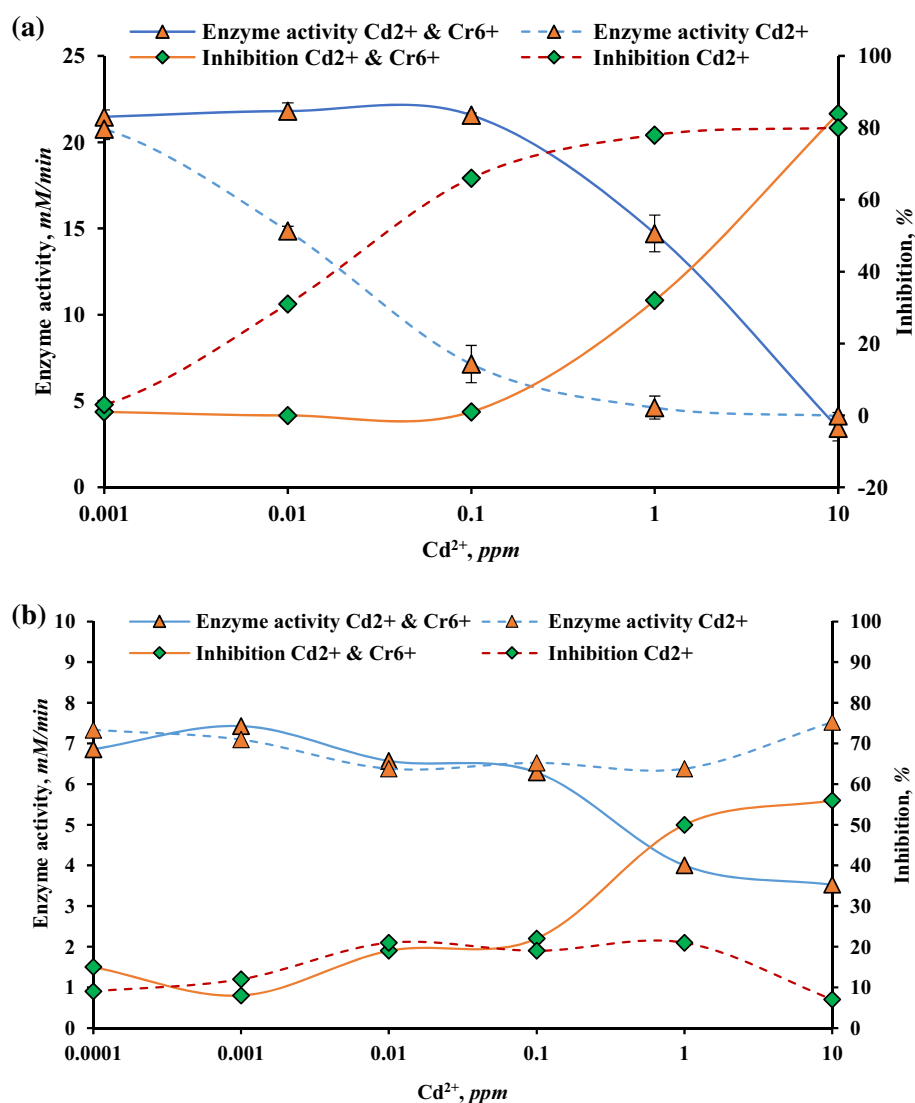 (a)
Enzyme activity Cd2+ & Cr6+ Enzyme activity Cd2+
Inhibition Cd2+ & Cr6+ Inhibition Cd2+
25 100
20 80
15 60
10 40
5 20
0 0
-20
Enzyme activity, mM/min
Inhibition, %
0.001 0.01 0.1 1 10
Cd²⁺, ppm
(b)
Enzyme activity Cd2+ & Cr6+ Enzyme activity Cd2+
Inhibition Cd2+ & Cr6+ Inhibition Cd2+
10 100
9 90
8 80
7 70
6 60
5 50
4 40
3 30
2 20
1 10
0 0
Enzyme activity, mM/min
Inhibition, %
0.0001 0.001 0.01 0.1 1 10
Cd²⁺, ppm